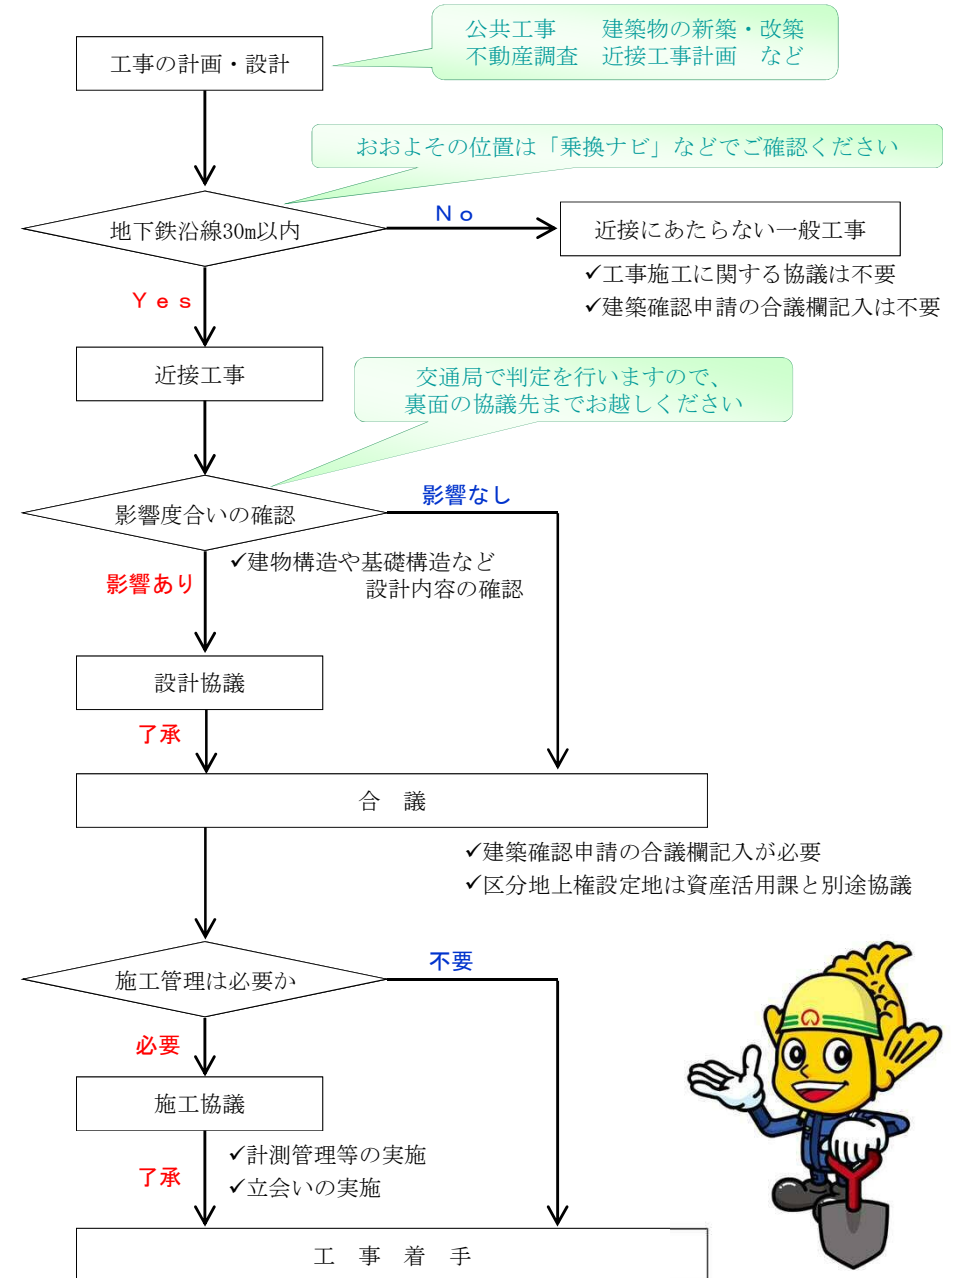 公共工事　建築物の新築・改築
不動産調査　近接工事計画　など
工事の計画・設計
おおよその位置は「乗換ナビ」などでご確認ください
地下鉄沿線30m以内
Ｎｏ
近接にあたらない一般工事
✓工事施工に関する協議は不要
✓建築確認申請の合議欄記入は不要
Ｙｅｓ
近接工事
交通局で判定を行いますので、
裏面の協議先までお越しください
影響度合いの確認
影響なし
✓建物構造や基礎構造など
設計内容の確認
影響あり
設計協議
了承
合　議
✓建築確認申請の合議欄記入が必要
✓区分地上権設定地は資産活用課と別途協議
施工管理は必要か
不要
必要
施工協議
✓計測管理等の実施
✓立会いの実施
了承
工　事　着　手